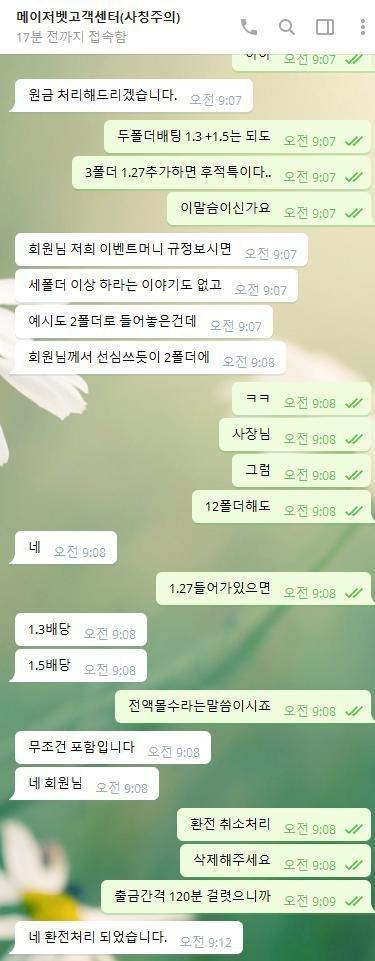 메이저벳고객센터(사칭주의)
17분 전까지 접속함
오전 9:07
원금 처리해드리겠습니다. 오전 9:07
두폴더배팅 1.3 +1.5는 되도 오전 9:07
3폴더 1.27추가하면 후적특이다.. 오전 9:07
이말씀이신가요 오전 9:07
회원님 저희 이벤트머니 규정보시면 오전 9:07
세폴더 이상 하라는 이야기도 없고 오전 9:07
예시도 2폴더로 들어놓은건데 오전 9:07
회원님께서 선심쓰듯이 2폴더에 오전 9:08
ㅋㅋ 오전 9:08
사장님 오전 9:08
그럼 오전 9:08
12폴더해도 오전 9:08
네 오전 9:08
1.27들어가있으면 오전 9:08
1.3배당 오전 9:08
1.5배당 오전 9:08
전액몰수라는말씀이시죠 오전 9:08
무조건 포함입니다 오전 9:08
네 회원님 오전 9:08
환전 취소처리 오전 9:08
삭제해주세요 오전 9:08
출금간격 120분 걸렷으니까 오전 9:09
네 환전처리 되었습니다. 오전 9:12